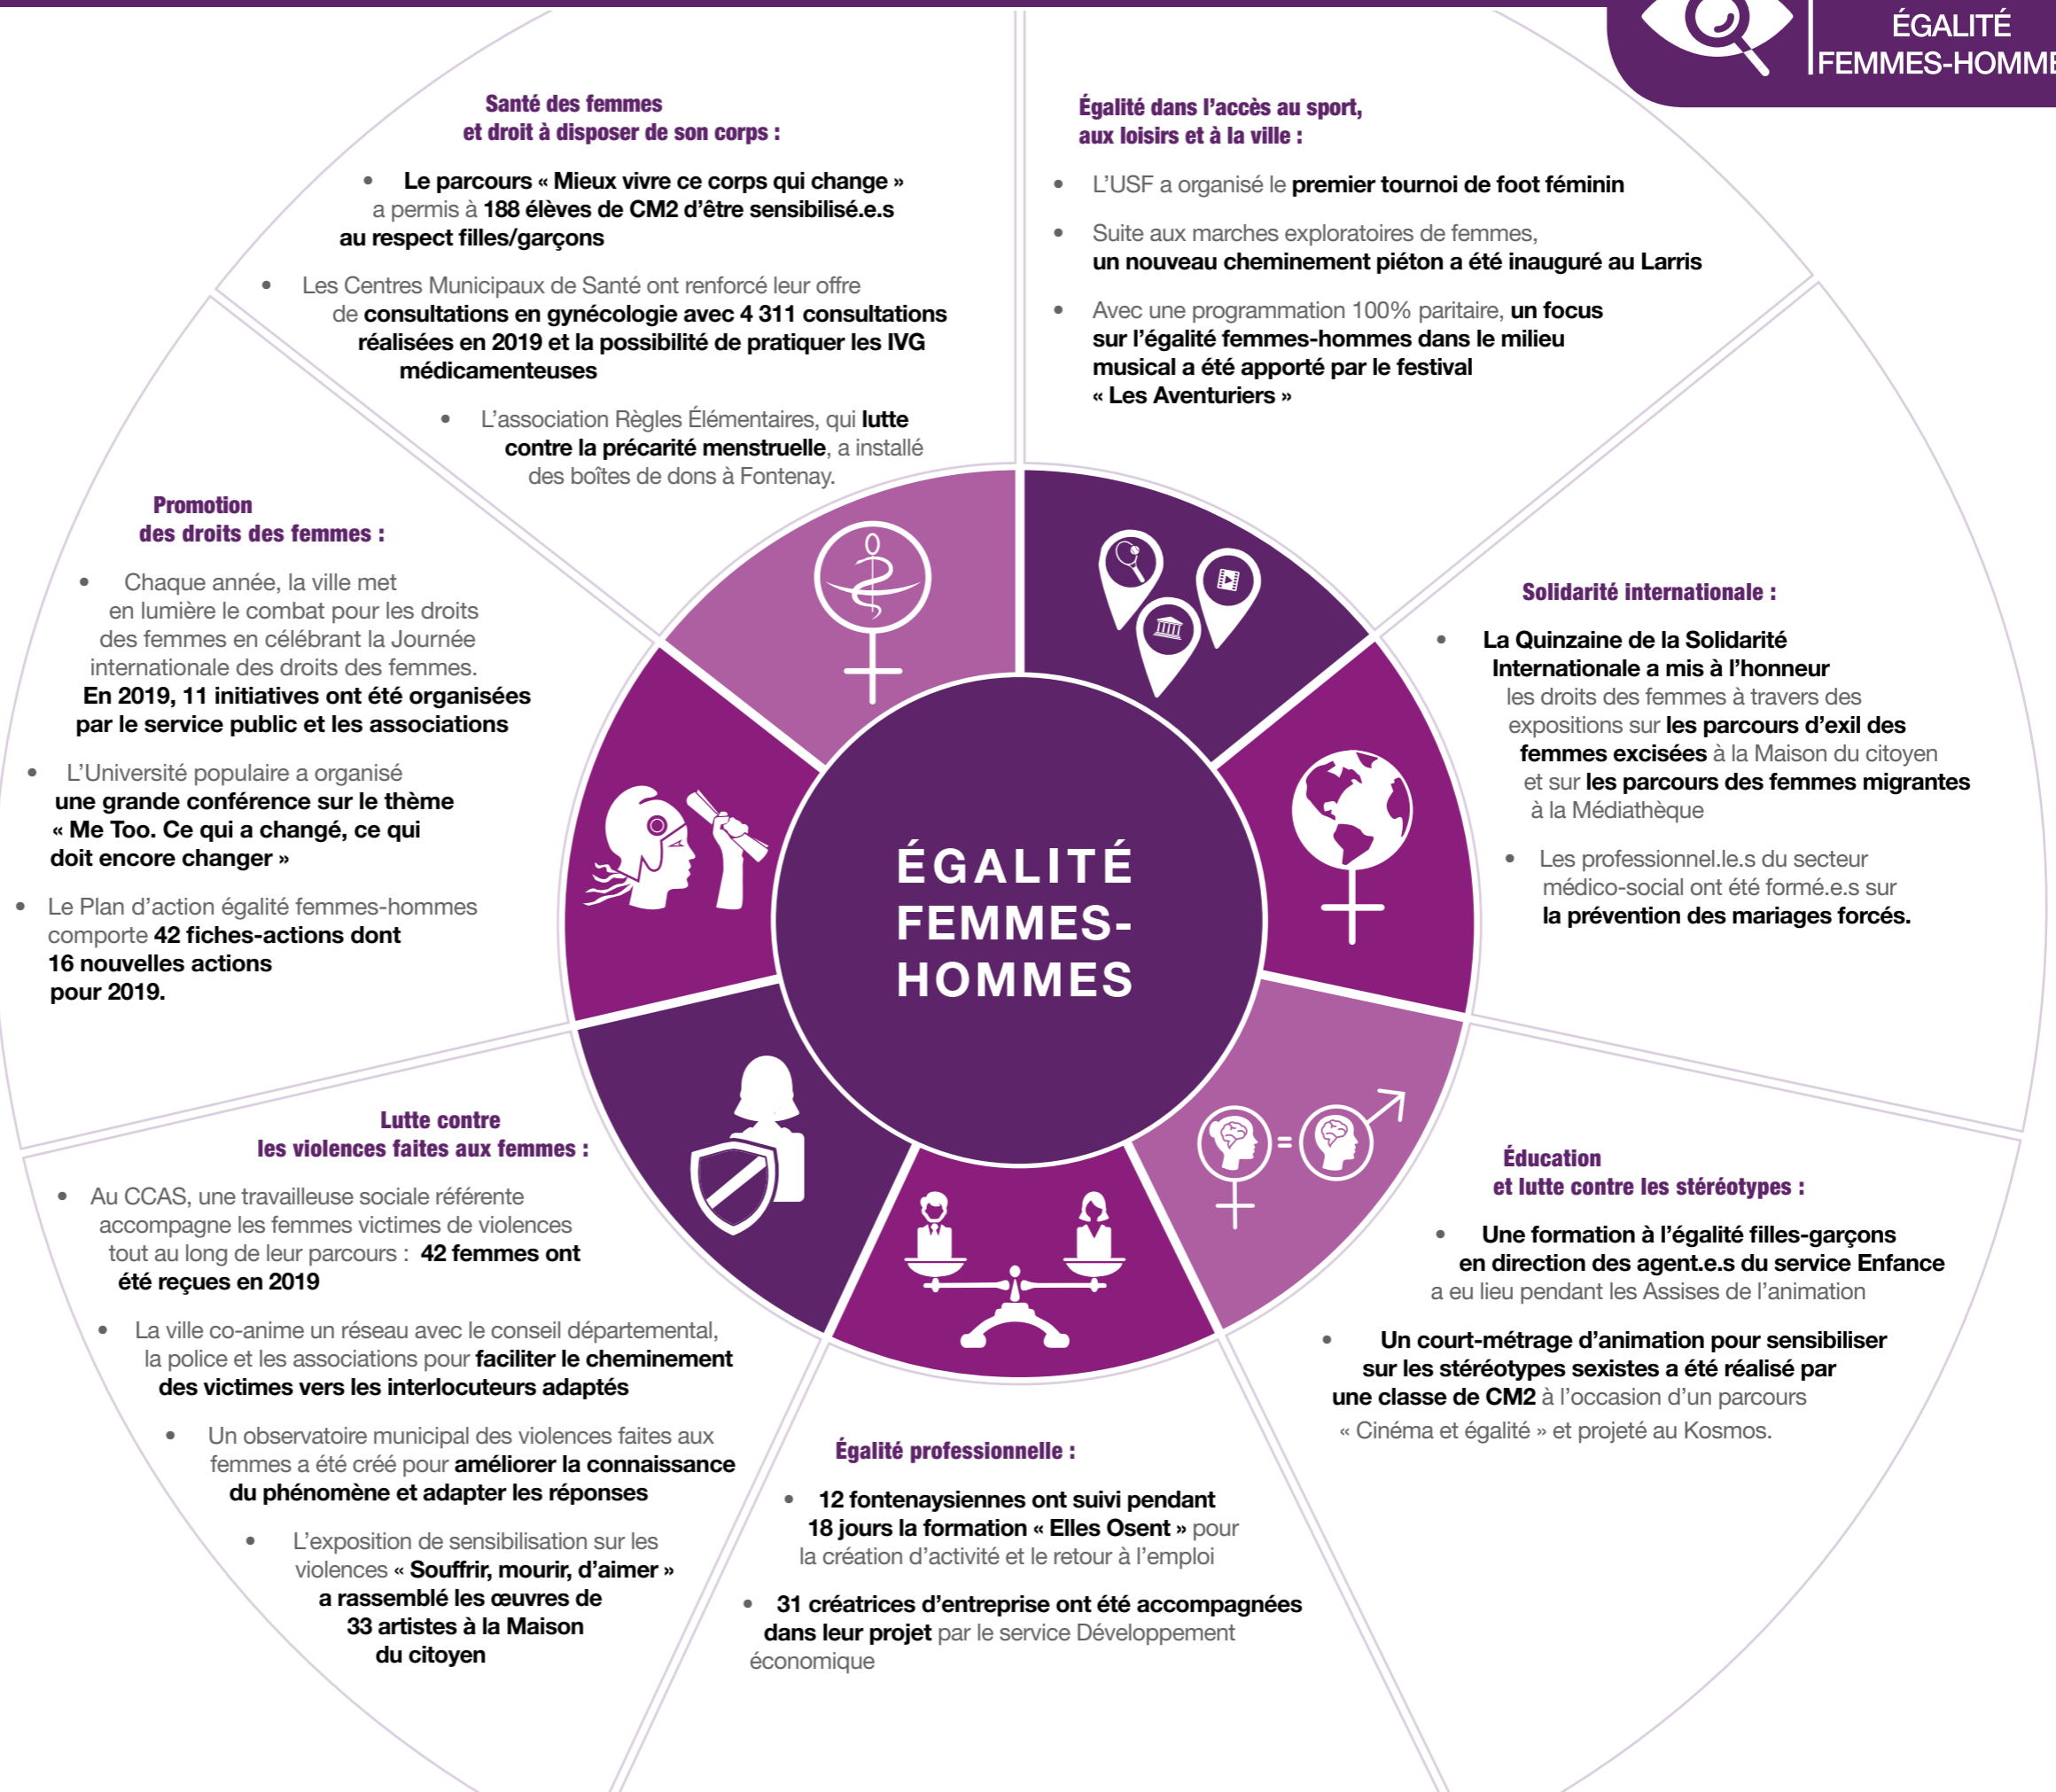 ÉGALITÉ
FEMMES-HOMME
Santé des femmes
et droit à disposer de son corps :
• Le parcours « Mieux vivre ce corps qui change »
a permis à 188 élèves de CM2 d'être sensibilisé.e.s
au respect filles/garçons
• Les Centres Municipaux de Santé ont renforcé leur offre
de consultations en gynécologie avec 4 311 consultations
réalisées en 2019 et la possibilité de pratiquer les IVG
médicamenteuses
• L'association Règles Élémentaires, qui lutte
contre la précarité menstruelle, a installé
des boîtes de dons à Fontenay.
Égalité dans l'accès au sport,
aux loisirs et à la ville :
• L'USF a organisé le premier tournoi de foot féminin
• Suite aux marches exploratoires de femmes,
un nouveau cheminement piéton a été inauguré au Larris
• Avec une programmation 100% paritaire, un focus
sur l'égalité femmes-hommes dans le milieu
musical a été apporté par le festival
« Les Aventuriers »
Promotion
des droits des femmes :
• Chaque année, la ville met
en lumière le combat pour les droits
des femmes en célébrant la Journée
internationale des droits des femmes.
En 2019, 11 initiatives ont été organisées
par le service public et les associations
• L'Université populaire a organisé
une grande conférence sur le thème
« Me Too. Ce qui a changé, ce qui
doit encore changer »
• Le Plan d'action égalité femmes-hommes
comporte 42 fiches-actions dont
16 nouvelles actions
pour 2019.
Solidarité internationale :
• La Quinzaine de la Solidarité
Internationale a mis à l'honneur
les droits des femmes à travers des
expositions sur les parcours d'exil des
femmes excisées à la Maison du citoyen
et sur les parcours des femmes migrantes
à la Médiathèque
• Les professionnel.le.s du secteur
médico-social ont été formé.e.s sur
la prévention des mariages forcés.
ÉGALITÉ
FEMMES-
HOMMES
Lutte contre
les violences faites aux femmes :
• Au CCAS, une travailleuse sociale référente
accompagne les femmes victimes de violences
tout au long de leur parcours : 42 femmes ont
été reçues en 2019
• La ville co-anime un réseau avec le conseil départemental,
la police et les associations pour faciliter le cheminement
des victimes vers les interlocuteurs adaptés
• Un observatoire municipal des violences faites aux
femmes a été créé pour améliorer la connaissance
du phénomène et adapter les réponses
• L'exposition de sensibilisation sur les
violences « Souffrir, mourir, d'aimer »
a rassemblé les œuvres de
33 artistes à la Maison
du citoyen
Éducation
et lutte contre les stéréotypes :
• Une formation à l'égalité filles-garçons
en direction des agent.e.s du service Enfance
a eu lieu pendant les Assises de l'animation
• Un court-métrage d'animation pour sensibiliser
sur les stéréotypes sexistes a été réalisé par
une classe de CM2 à l'occasion d'un parcours
« Cinéma et égalité » et projeté au Kosmos.
Égalité professionnelle :
• 12 fontenaysiennes ont suivi pendant
18 jours la formation « Elles Osent » pour
la création d'activité et le retour à l'emploi
• 31 créatrices d'entreprise ont été accompagnées
dans leur projet par le service Développement
économique